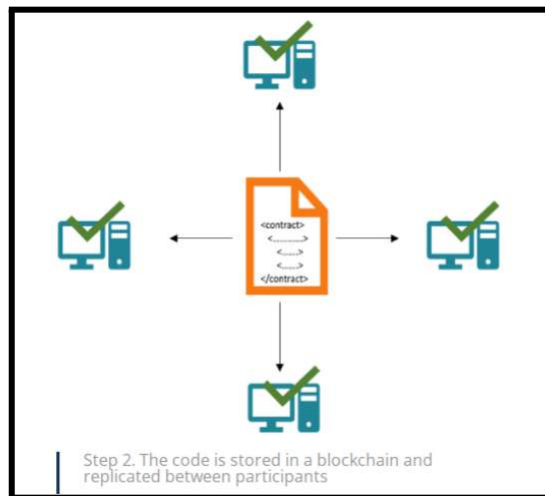 <contract>
<............>
<.......>
<.......>
</contract>
Step 2. The code is stored in a blockchain and
replicated between participants